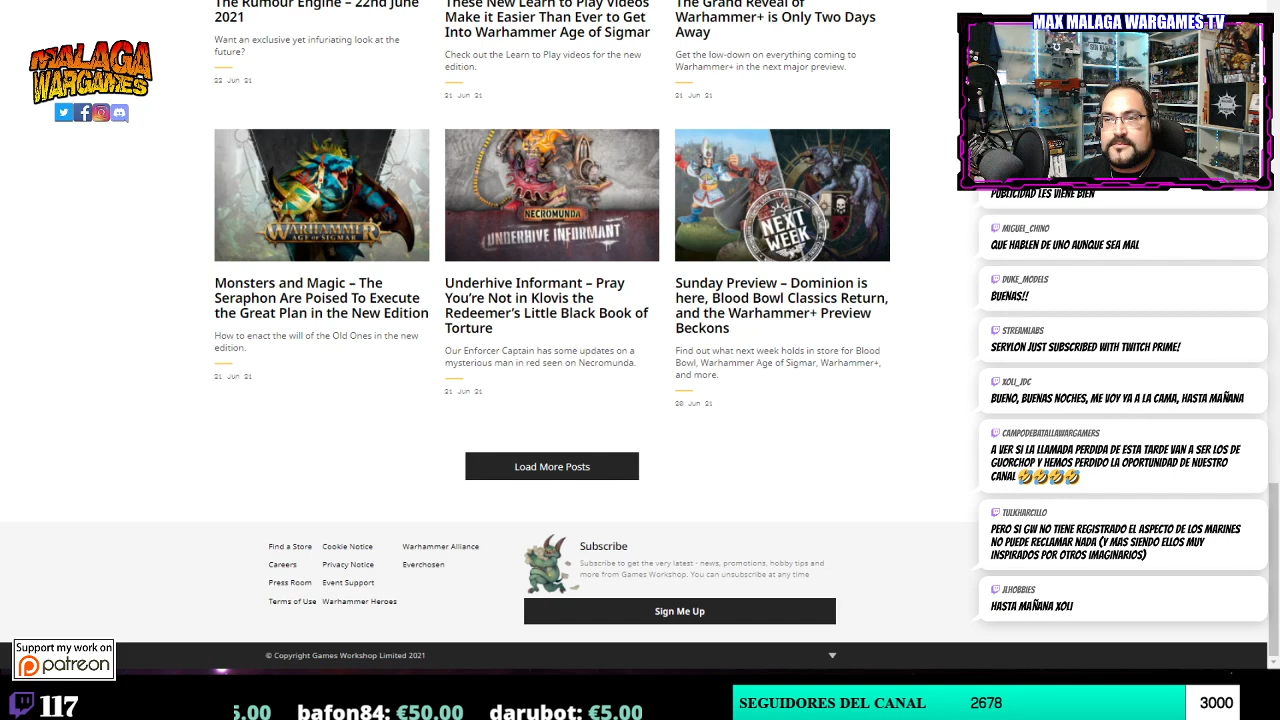 The Rumour Engine – 22nd June
2021
Want an exclusive yet infuriating look at the
future?
22 Jun 21
These New Learn to Play Videos
Make it Easier Than Ever to Get
Into Warhammer Age of Sigmar
Check out the Learn to Play videos for the new
edition.
21 Jun 21
The Grand Reveal of
Warhammer+ is Only Two Days
Away
Get the low-down on everything coming to
Warhammer+ in the next major preview.
21 Jun 21
MALAGA
WARGAMES
MAX MALAGA WARGAMES TV
WARHAMMER
AGE OF SIGMAR
Monsters and Magic – The
Seraphon Are Poised To Execute
the Great Plan in the New Edition
How to enact the will of the Old Ones in the new
edition.
21 Jun 21
NECROMUNDA
UNDERHIVE INFORMANT
Underhive Informant – Pray
You're Not in Klovis the
Redeemer's Little Black Book of
Torture
Our Enforcer Captain has some updates on a
mysterious man in red seen on Necromunda.
21 Jun 21
NEXT
WEEK
Sunday Preview – Dominion is
here, Blood Bowl Classics Return,
and the Warhammer+ Preview
Beckons
Find out what next week holds in store for Blood
Bowl, Warhammer Age of Sigmar, Warhammer+,
and more.
20 Jun 21
Load More Posts
PUBLICIDAD LES VIENE BIEN
MIGUEL_CHINO
QUE HABLEN DE UNO AUNQUE SEA MAL
DUKE_MODELS
BUENAS!!
STREAMLABS
SERYLON JUST SUBSCRIBED WITH TWITCH PRIME!
XOLI_JDC
BUENO, BUENAS NOCHES, ME VOY YA A LA CAMA, HASTA MAÑANA
CAMPODEBATALLAWARGAMERS
A VER SI LA LLAMADA PERDIDA DE ESTA TARDE VAN A SER LOS DE
GUORCHOP Y HEMOS PERDIDO LA OPORTUNIDAD DE NUESTRO
CANAL 🤣🤣🤣🤣
TULKHARCILLO
PERO SI GW NO TIENE REGISTRADO EL ASPECTO DE LOS MARINES
NO PUEDE RECLAMAR NADA (Y MAS SIENDO ELLOS MUY
INSPIRADOS POR OTROS IMAGINARIOS)
JLHOBBIES
HASTA MAÑANA XOLI
Find a Store
Careers
Press Room
Terms of Use
Cookie Notice
Privacy Notice
Event Support
Warhammer Heroes
Warhammer Alliance
Everchosen
Subscribe
Subscribe to get the very latest - news, promotions, hobby tips and
more from Games Workshop. You can unsubscribe at any time
Sign Me Up
© Copyright Games Workshop Limited 2021
Support my work on
patreon
117
5.00 bafon84: €50.00 darubot: €5.00
SEGUIDORES DEL CANAL 2678 3000